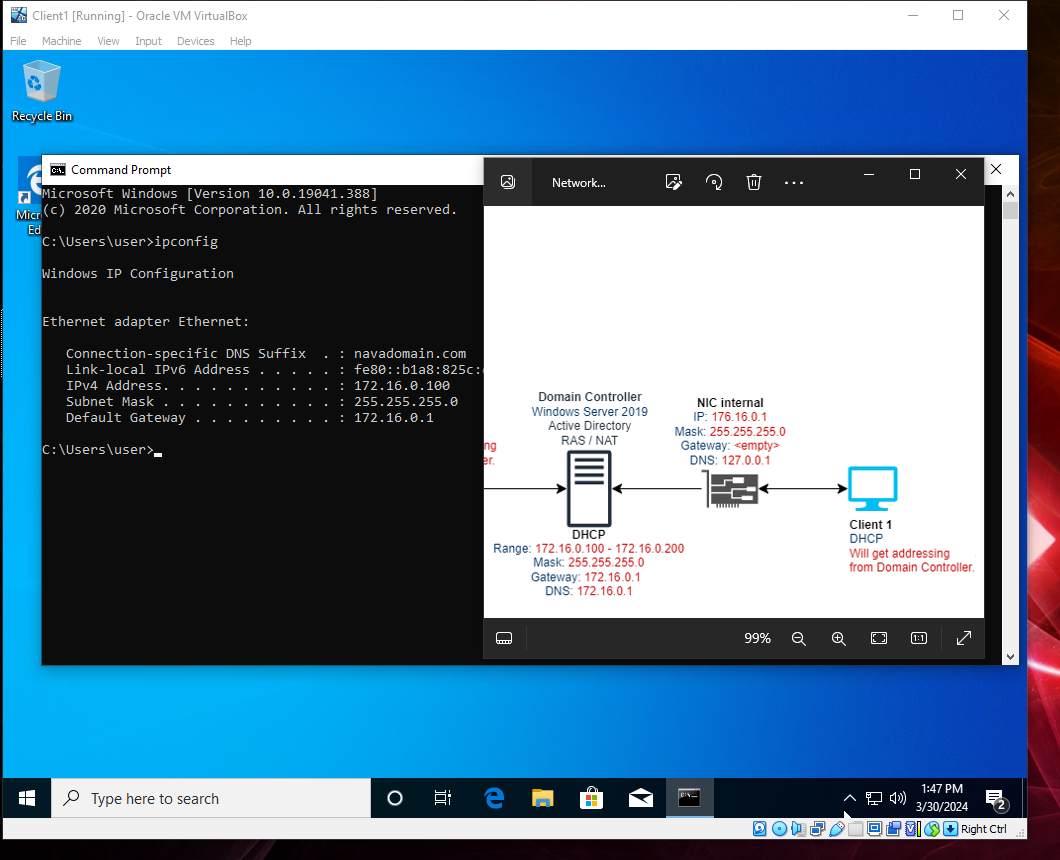 Client1 [Running] - Oracle VM VirtualBox
File Machine View Input Devices Help
Recycle Bin
Micr
Ed
Command Prompt
Microsoft Windows [Version 10.0.19041.388]
(c) 2020 Microsoft Corporation. All rights reserved.
C:\Users\user>ipconfig
Windows IP Configuration
Ethernet adapter Ethernet:
Connection-specific DNS Suffix . : navadomain.com
Link-local IPv6 Address . . . . . : fe80::b1a8:825c:
IPv4 Address. . . . . . . . . . . : 172.16.0.100
Subnet Mask . . . . . . . . . . . : 255.255.255.0
Default Gateway . . . . . . . . . : 172.16.0.1
C:\Users\user>
Network...
ng
er.
Domain Controller
Windows Server 2019
Active Directory
RAS / NAT
DHCP
Range: 172.16.0.100 - 172.16.0.200
Mask: 255.255.255.0
Gateway: 172.16.0.1
DNS: 172.16.0.1
NIC internal
IP: 176.16.0.1
Mask: 255.255.255.0
Gateway: <empty>
DNS: 127.0.0.1
Client 1
DHCP
Will get addressing
from Domain Controller.
99%
1:1
Type here to search
1:47 PM
3/30/2024
2
Right Ctrl